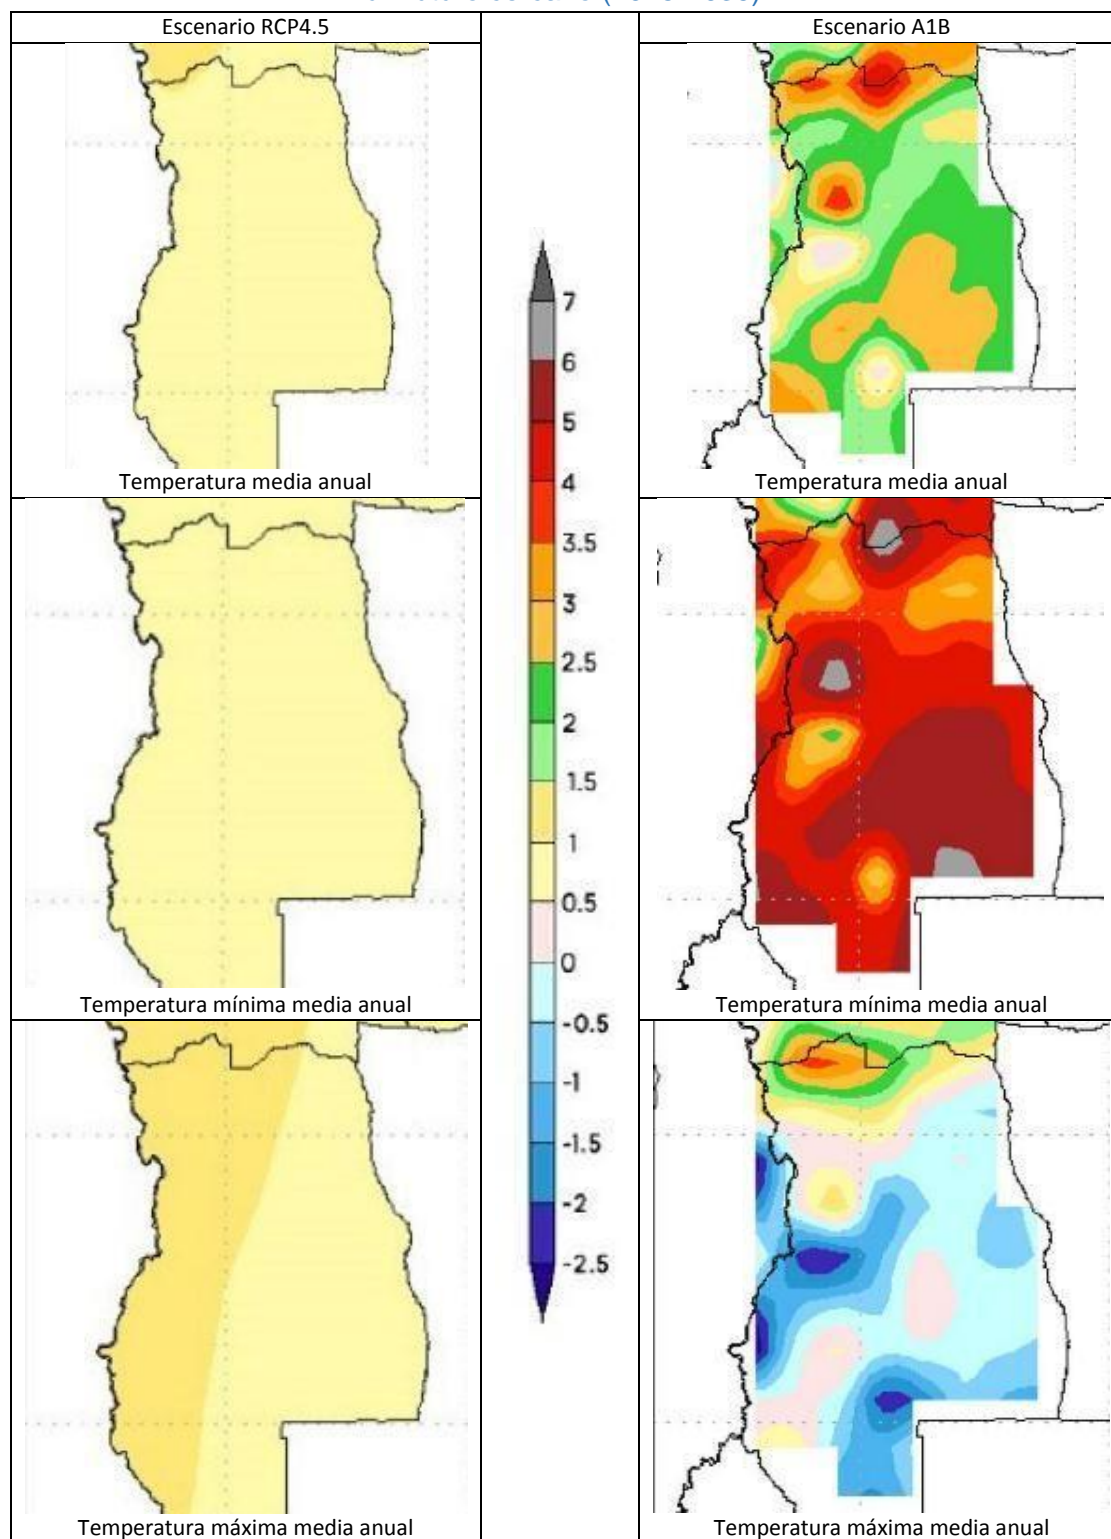 Escenario RCP4.5
Escenario A1B
Temperatura media anual
Temperatura media anual
7
6
5
4
3.5
3
2.5
2
1.5
1
0.5
0
-0.5
-1
-1.5
-2
-2.5
Temperatura mínima media anual
Temperatura mínima media anual
Temperatura máxima media anual
Temperatura máxima media anual